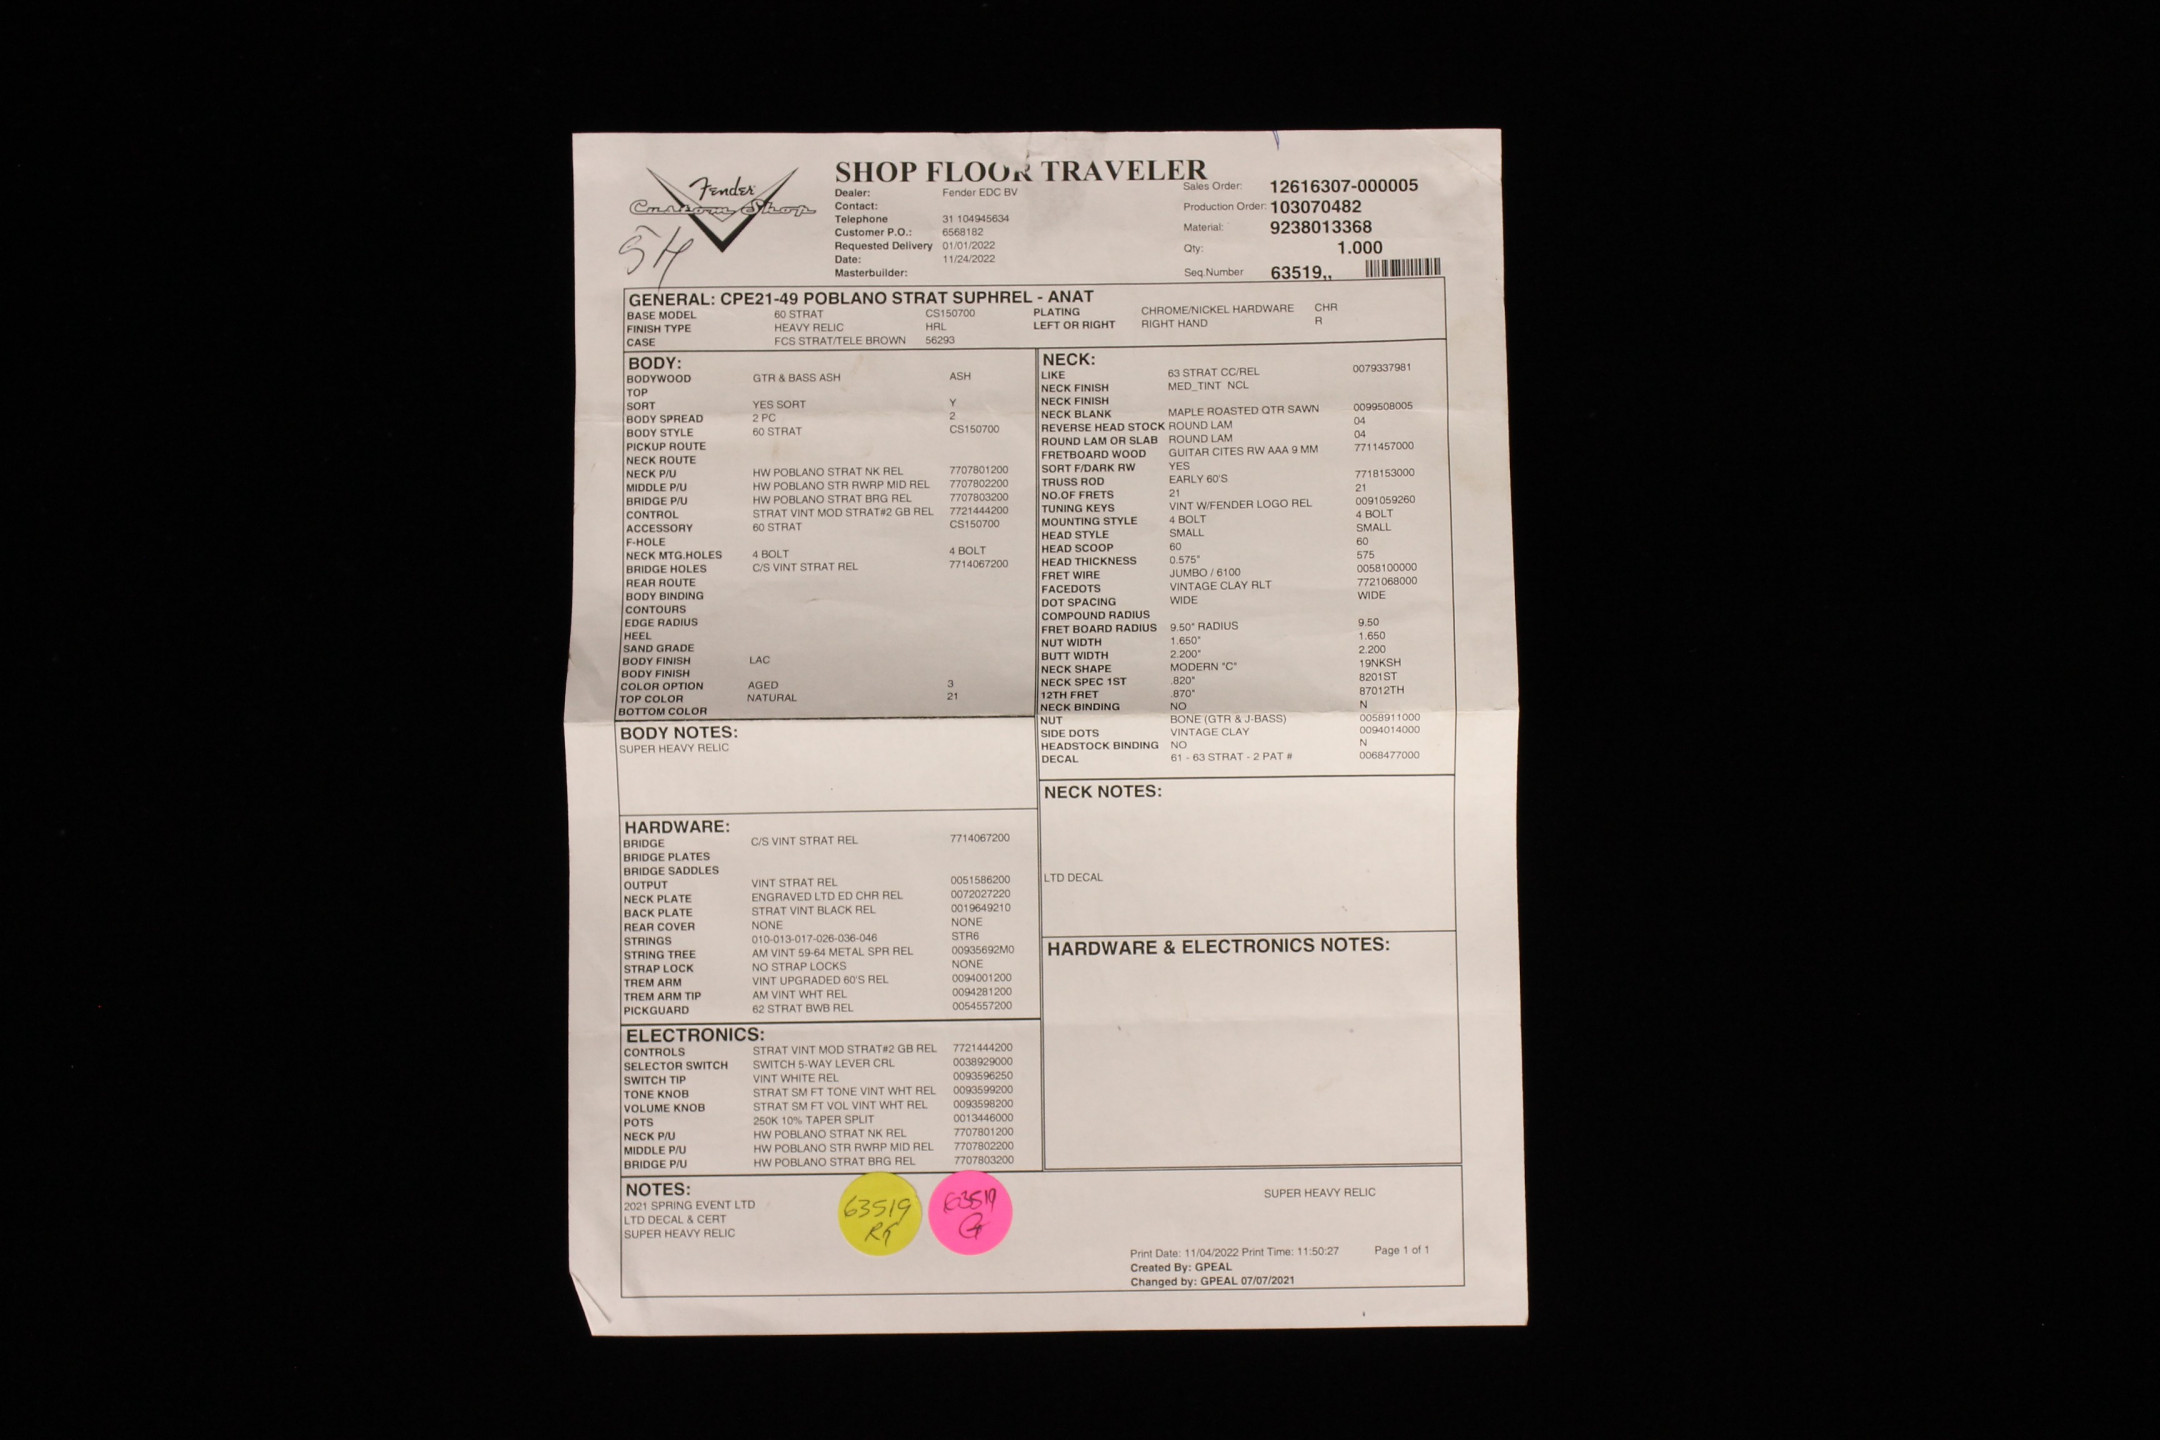 Fender
Custom Shop
SH
SHOP FLOOR TRAVELER
Dealer: Fender EDC BV
Contact:
Telephone 31 104945634
Customer P.O.: 6568182
Requested Delivery 01/01/2022
Date: 11/24/2022
Masterbuilder:
Sales Order: 12616307-000005
Production Order: 103070482
Material: 9238013368
Qty: 1.000
Seq.Number 63519,,
GENERAL: CPE21-49 POBLANO STRAT SUPHREL - ANAT
BASE MODEL 60 STRAT CS150700 PLATING CHROME/NICKEL HARDWARE CHR
FINISH TYPE HEAVY RELIC HRL LEFT OR RIGHT RIGHT HAND R
CASE FCS STRAT/TELE BROWN 56293
BODY:
BODYWOOD GTR & BASS ASH ASH
TOP
SORT YES SORT Y
BODY SPREAD 2 PC 2
BODY STYLE 60 STRAT CS150700
PICKUP ROUTE
NECK ROUTE
NECK P/U HW POBLANO STRAT NK REL 7707801200
MIDDLE P/U HW POBLANO STR RWRP MID REL 7707802200
BRIDGE P/U HW POBLANO STRAT BRG REL 7707803200
CONTROL STRAT VINT MOD STRAT#2 GB REL 7721444200
ACCESSORY 60 STRAT CS150700
F-HOLE
NECK MTG.HOLES 4 BOLT 4 BOLT
BRIDGE HOLES C/S VINT STRAT REL 7714067200
REAR ROUTE
BODY BINDING
CONTOURS
EDGE RADIUS
HEEL
SAND GRADE
BODY FINISH LAC
BODY FINISH
COLOR OPTION AGED 3
TOP COLOR NATURAL 21
BOTTOM COLOR
BODY NOTES:
SUPER HEAVY RELIC
HARDWARE:
BRIDGE C/S VINT STRAT REL 7714067200
BRIDGE PLATES
BRIDGE SADDLES
OUTPUT VINT STRAT REL 0051586200
NECK PLATE ENGRAVED LTD ED CHR REL 0072027220
BACK PLATE STRAT VINT BLACK REL 0019649210
REAR COVER NONE NONE
STRINGS 010-013-017-026-036-046 STR6
STRING TREE AM VINT 59-64 METAL SPR REL 00935692M0
STRAP LOCK NO STRAP LOCKS NONE
TREM ARM VINT UPGRADED 60'S REL 0094001200
TREM ARM TIP AM VINT WHT REL 0094281200
PICKGUARD 62 STRAT BWB REL 0054557200
ELECTRONICS:
CONTROLS STRAT VINT MOD STRAT#2 GB REL 7721444200
SELECTOR SWITCH SWITCH 5-WAY LEVER CRL 0038929000
SWITCH TIP VINT WHITE REL 0093596250
TONE KNOB STRAT SM FT TONE VINT WHT REL 0093599200
VOLUME KNOB STRAT SM FT VOL VINT WHT REL 0093598200
POTS 250K 10% TAPER SPLIT 0013446000
NECK P/U HW POBLANO STRAT NK REL 7707801200
MIDDLE P/U HW POBLANO STR RWRP MID REL 7707802200
BRIDGE P/U HW POBLANO STRAT BRG REL 7707803200
NECK:
LIKE 63 STRAT CC/REL 0079337981
NECK FINISH MED_TINT NCL
NECK FINISH
NECK BLANK MAPLE ROASTED QTR SAWN 0099508005
REVERSE HEAD STOCK ROUND LAM 04
ROUND LAM OR SLAB ROUND LAM 04
FRETBOARD WOOD GUITAR CITES RW AAA 9 MM 7711457000
SORT F/DARK RW YES
TRUSS ROD EARLY 60'S 7718153000
NO.OF FRETS 21 21
TUNING KEYS VINT W/FENDER LOGO REL 0091059260
MOUNTING STYLE 4 BOLT 4 BOLT
HEAD STYLE SMALL SMALL
HEAD SCOOP 60 60
HEAD THICKNESS 0.575" 575
FRET WIRE JUMBO / 6100 0058100000
FACEDOTS VINTAGE CLAY RLT 7721068000
DOT SPACING WIDE WIDE
COMPOUND RADIUS
FRET BOARD RADIUS 9.50" RADIUS 9.50
NUT WIDTH 1.650" 1.650
BUTT WIDTH 2.200" 2.200
NECK SHAPE MODERN "C" 19NKSH
NECK SPEC 1ST .820" 8201ST
12TH FRET .870" 87012TH
NECK BINDING NO N
NUT BONE (GTR & J-BASS) 0058911000
SIDE DOTS VINTAGE CLAY 0094014000
HEADSTOCK BINDING NO N
DECAL 61 - 63 STRAT - 2 PAT # 0068477000
NECK NOTES:
LTD DECAL
HARDWARE & ELECTRONICS NOTES:
NOTES:
2021 SPRING EVENT LTD
LTD DECAL & CERT
SUPER HEAVY RELIC
63519
63519
SUPER HEAVY RELIC
Print Date: 11/04/2022 Print Time: 11:50:27 Page 1 of 1
Created By: GPEAL
Changed by: GPEAL 07/07/2021